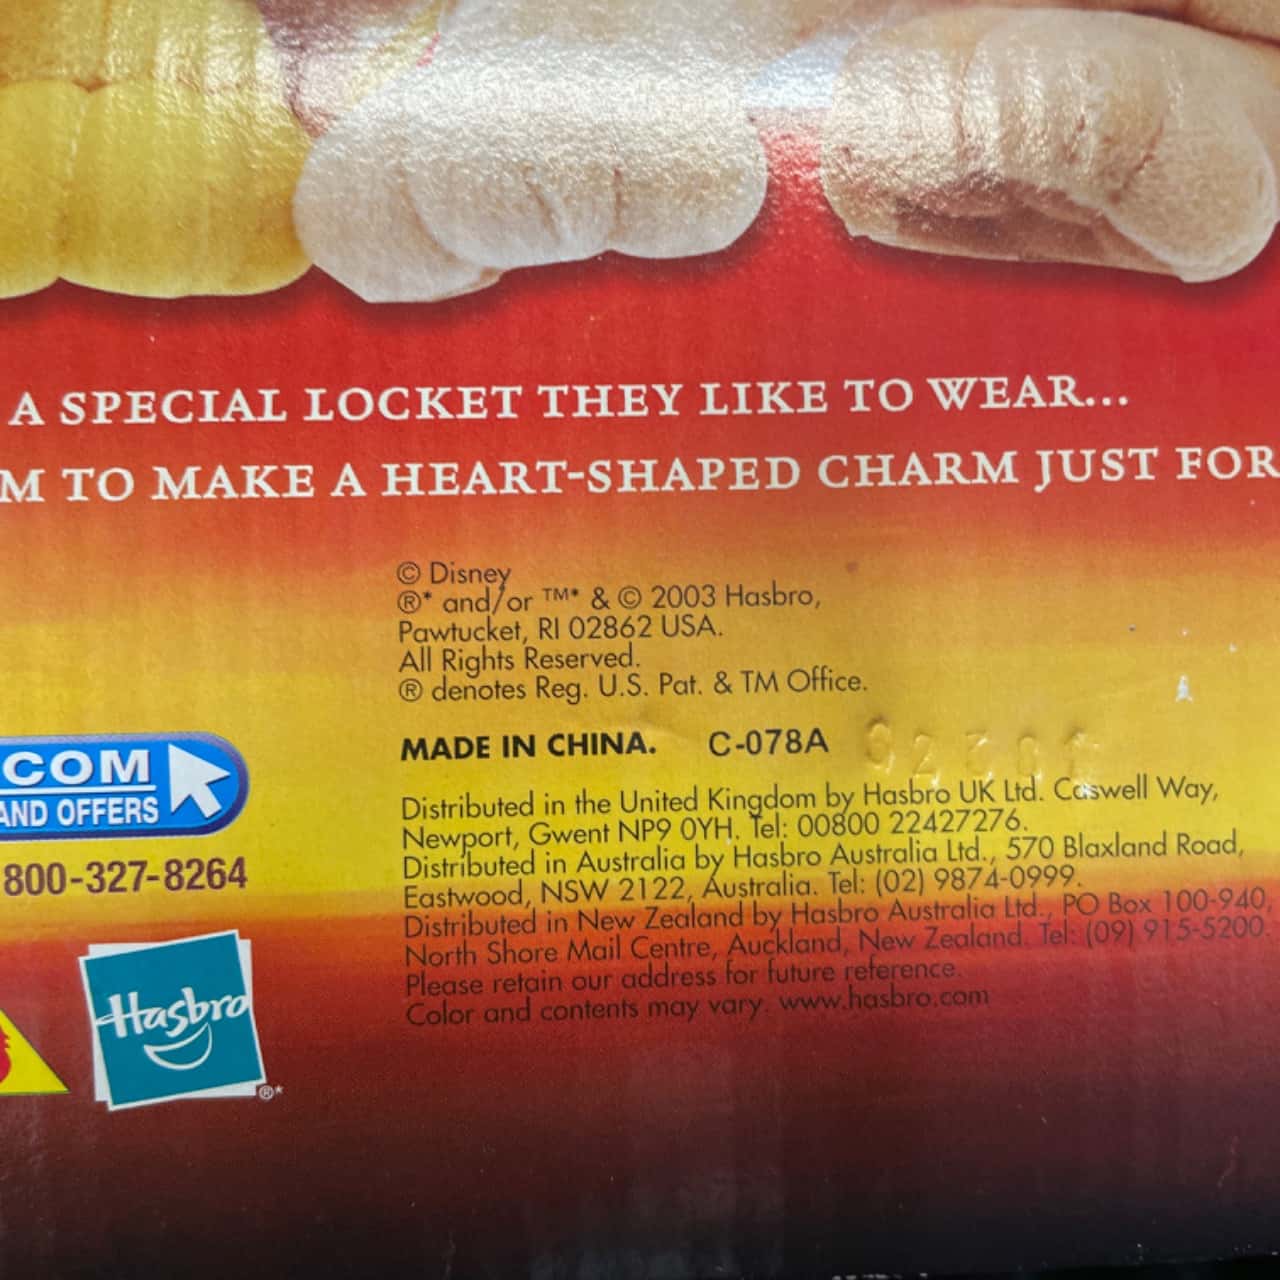 A SPECIAL LOCKET THEY LIKE TO WEAR...
M TO MAKE A HEART-SHAPED CHARM JUST FOR
© Disney
®* and/or ™* & © 2003 Hasbro,
Pawtucket, RI 02862 USA.
All Rights Reserved.
® denotes Reg. U.S. Pat. & TM Office.
MADE IN CHINA. C-078A
Distributed in the United Kingdom by Hasbro UK Ltd. Caswell Way,
Newport, Gwent NP9 0YH. Tel: 00800 22427276.
Distributed in Australia by Hasbro Australia Ltd., 570 Blaxland Road,
Eastwood, NSW 2122, Australia. Tel: (02) 9874-0999.
Distributed in New Zealand by Hasbro Australia Ltd., PO Box 100-940,
North Shore Mail Centre, Auckland, New Zealand. Tel: (09) 915-5200.
Please retain our address for future reference.
Color and contents may vary. www.hasbro.com
COM
AND OFFERS
800-327-8264
Hasbro
®*